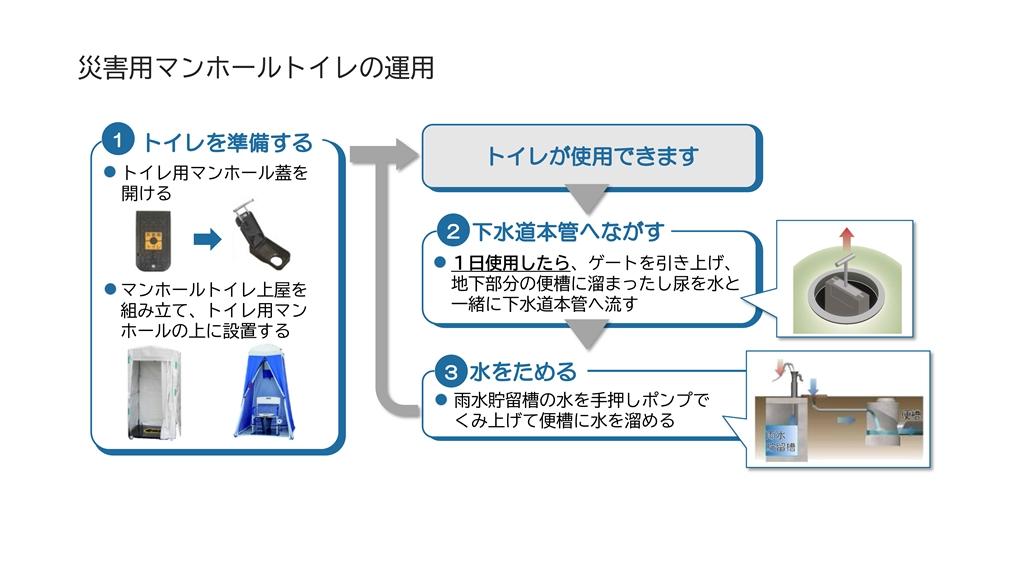 災害用マンホールトイレの運用
1 トイレを準備する
● トイレ用マンホール蓋を
開ける
● マンホールトイレ上屋を
組み立て、トイレ用マン
ホールの上に設置する
トイレが使用できます
2 下水道本管へながす
● 1日使用したら、ゲートを引き上げ、
地下部分の便槽に溜まったし尿を水と
一緒に下水道本管へ流す
3 水をためる
● 雨水貯留槽の水を手押しポンプで
くみ上げて便槽に水を溜める
便槽
雨水
貯留槽